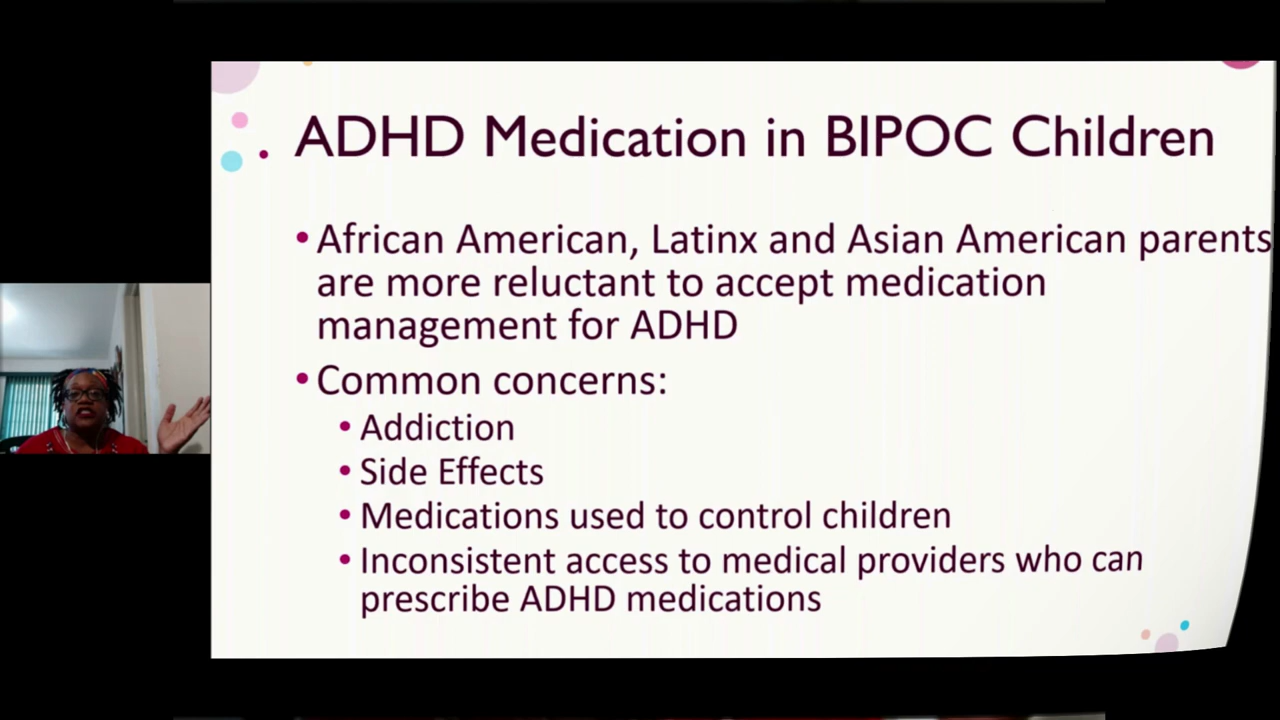 ADHD Medication in BIPOC Children
• African American, Latinx and Asian American parents
are more reluctant to accept medication
management for ADHD
• Common concerns:
• Addiction
• Side Effects
• Medications used to control children
• Inconsistent access to medical providers who can
prescribe ADHD medications